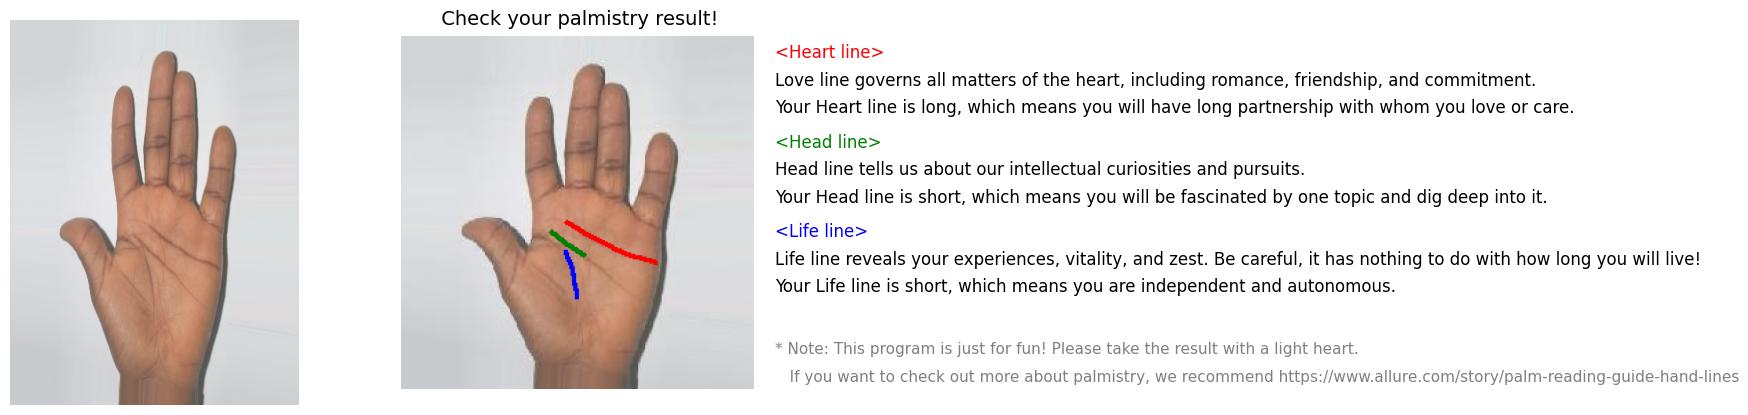 Check your palmistry result!
<Heart line>
Love line governs all matters of the heart, including romance, friendship, and commitment.
Your Heart line is long, which means you will have long partnership with whom you love or care.
<Head line>
Head line tells us about our intellectual curiosities and pursuits.
Your Head line is short, which means you will be fascinated by one topic and dig deep into it.
<Life line>
Life line reveals your experiences, vitality, and zest. Be careful, it has nothing to do with how long you will live!
Your Life line is short, which means you are independent and autonomous.
* Note: This program is just for fun! Please take the result with a light heart.
If you want to check out more about palmistry, we recommend https://www.allure.com/story/palm-reading-guide-hand-lines